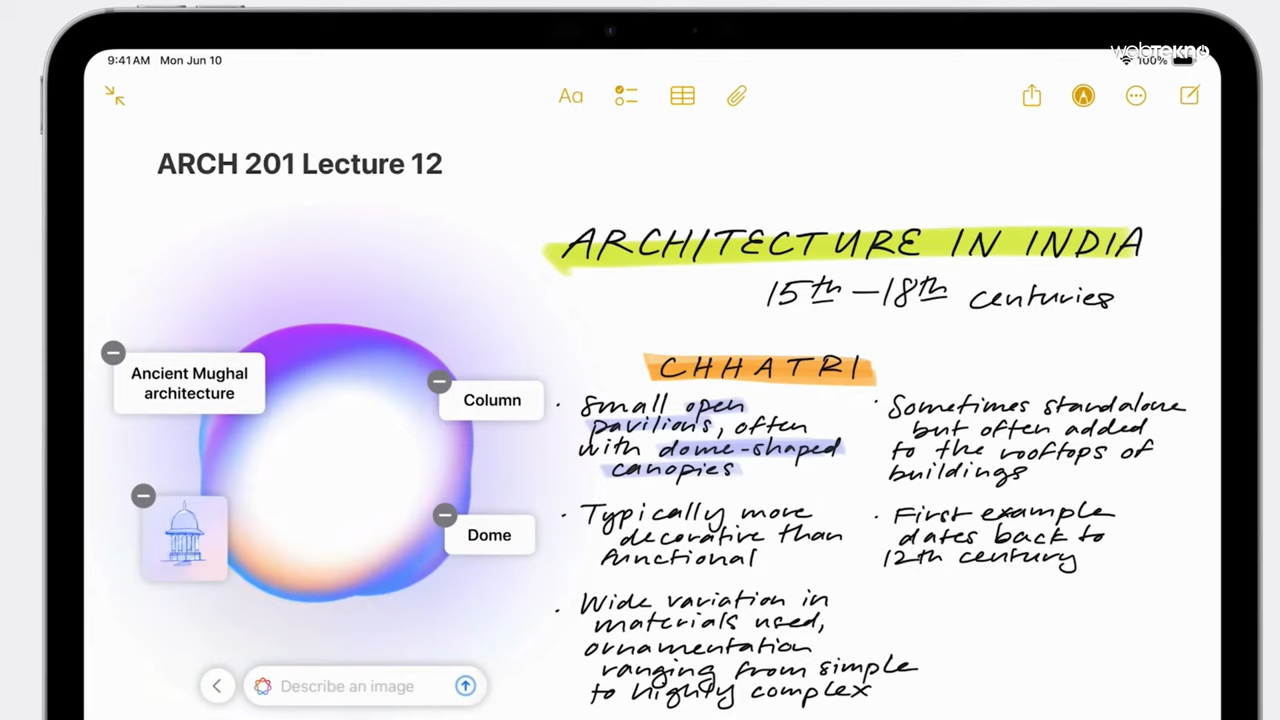 webtekno
9:41 AM Mon Jun 10
100%
Aa
ARCH 201 Lecture 12
ARCHITECTURE IN INDIA
15th – 18th centuries
Ancient Mughal
architecture
Column
Dome
Describe an image
CHHATRI
· Small open
pavilions, often
with dome-shaped
canopies
· Typically more
decorative than
functional
· Wide variation in
materials used,
ornamentation
ranging from simple
to highly complex
· Sometimes standalone
but often added
to the rooftops of
buildings
· First example
dates back to
12th century